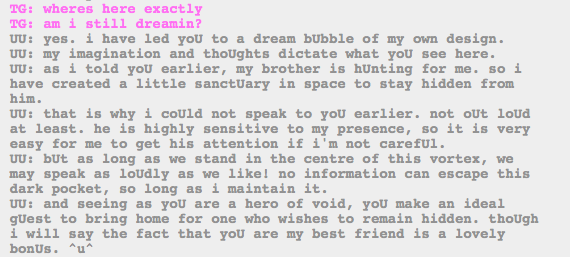 TG: wheres here exactly
TG: am i still dreamin?
UU: yes. i have led yoU to a dream bUbble of my own design.
UU: my imagination and thoUghts dictate what yoU see here.
UU: as i told yoU earlier, my brother is hUnting for me. so i
have created a little sanctUary in space to stay hidden from
him.
UU: that is why i coUld not speak to yoU earlier. not oUt loUd
at least. he is highly sensitive to my presence, so it is very
easy for me to get his attention if i'm not carefUl.
UU: bUt as long as we stand in the centre of this vortex, we
may speak as loUdly as we like! no information can escape this
dark pocket, so long as i maintain it.
UU: and seeing as yoU are a hero of void, yoU make an ideal
gUest to bring home for one who wishes to remain hidden. thoUgh
i will say the fact that yoU are my best friend is a lovely
bonUs. ^u^